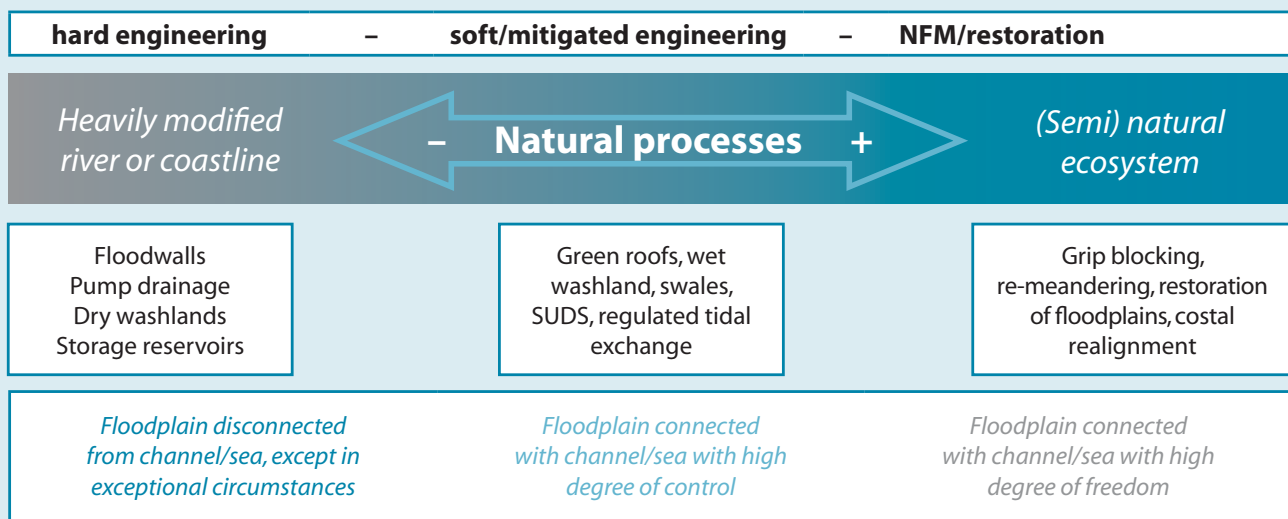 hard engineering – soft/mitigated engineering – NFM/restoration
Heavily modified
river or coastline
– Natural processes +
(Semi) natural
ecosystem
Floodwalls
Pump drainage
Dry washlands
Storage reservoirs
Green roofs, wet
washland, swales,
SUDS, regulated tidal
exchange
Grip blocking,
re-meandering, restoration
of floodplains, costal
realignment
Floodplain disconnected
from channel/sea, except in
exceptional circumstances
Floodplain connected
with channel/sea with high
degree of control
Floodplain connected
with channel/sea with high
degree of freedom